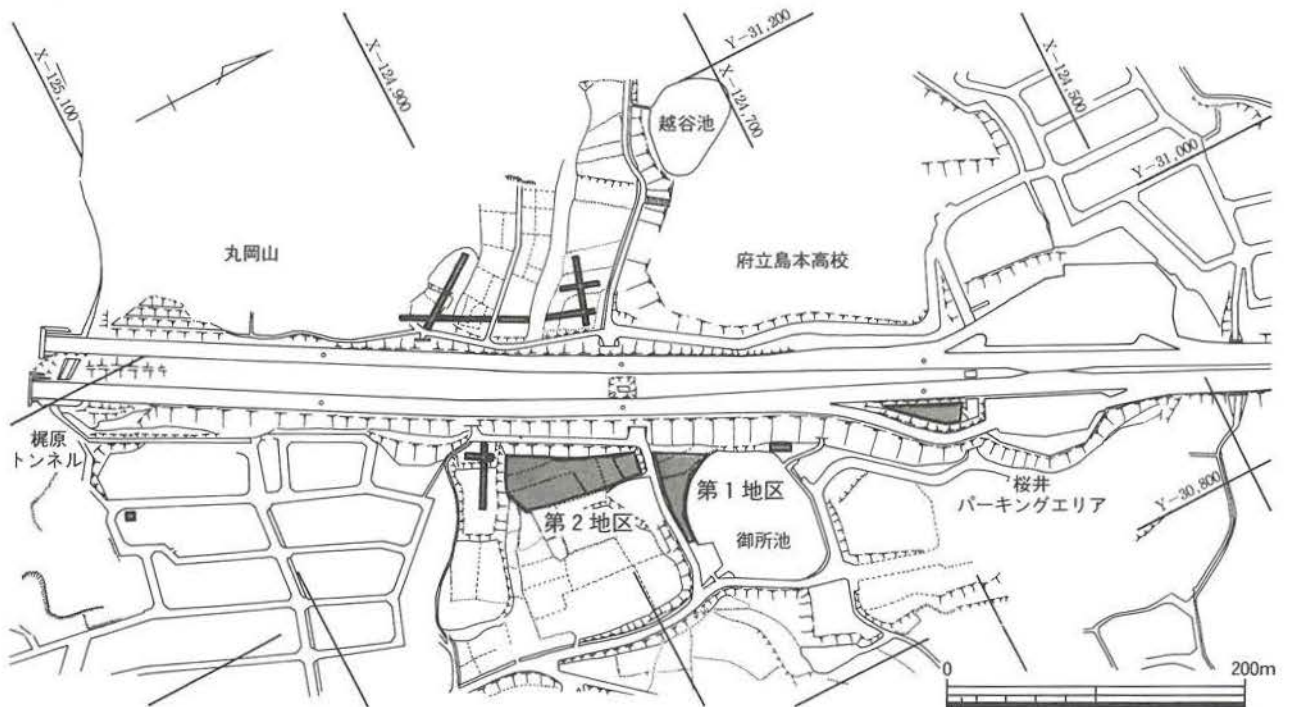 X-125,100
X-124,900
Y-31,200
X-124,700
X-124,500
Y-31,000
越谷池
丸岡山
府立島本高校
梶原
トンネル
第1地区
第2地区
御所池
桜井
パーキングエリア
Y-30,800
0
200m